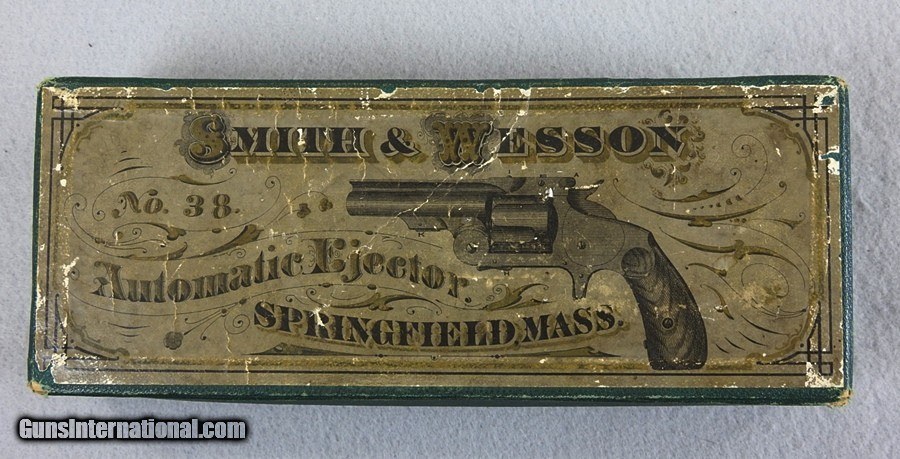 SMITH & WESSON
No. 38.
Automatic Ejector
SPRINGFIELD, MASS.
GunsInternational.com